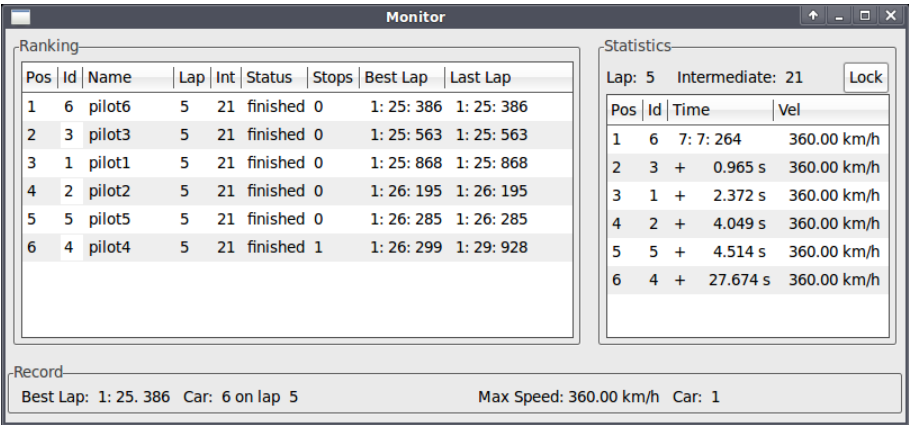 Monitor
Ranking
Pos Id Name Lap Int Status Stops Best Lap Last Lap
1 6 pilot6 5 21 finished 0 1: 25: 386 1: 25: 386
2 3 pilot3 5 21 finished 0 1: 25: 563 1: 25: 563
3 1 pilot1 5 21 finished 0 1: 25: 868 1: 25: 868
4 2 pilot2 5 21 finished 0 1: 26: 195 1: 26: 195
5 5 pilot5 5 21 finished 0 1: 26: 285 1: 26: 285
6 4 pilot4 5 21 finished 1 1: 26: 299 1: 29: 928
Statistics
Lap: 5 Intermediate: 21 Lock
Pos Id Time Vel
1 6 7: 7: 264 360.00 km/h
2 3 + 0.965 s 360.00 km/h
3 1 + 2.372 s 360.00 km/h
4 2 + 4.049 s 360.00 km/h
5 5 + 4.514 s 360.00 km/h
6 4 + 27.674 s 360.00 km/h
Record
Best Lap: 1: 25. 386 Car: 6 on lap 5 Max Speed: 360.00 km/h Car: 1